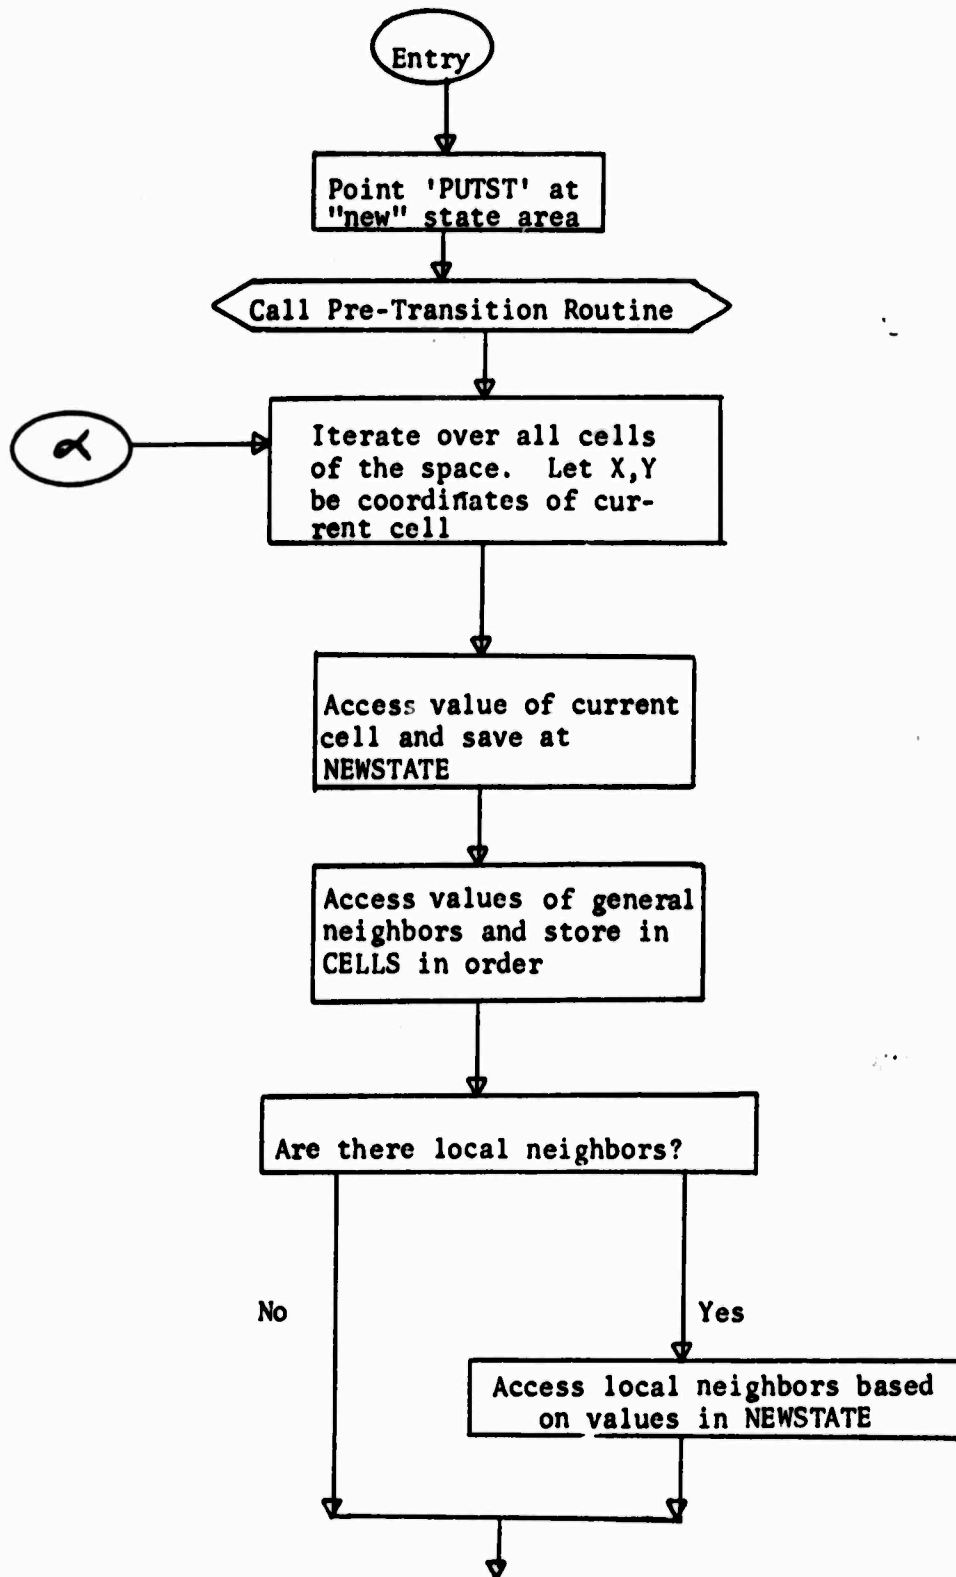 Entry
Point 'PUTST' at
"new" state area
Call Pre-Transition Routine
α
Iterate over all cells
of the space. Let X,Y
be coordinates of cur-
rent cell
Access value of current
cell and save at
NEWSTATE
Access values of general
neighbors and store in
CELLS in order
Are there local neighbors?
No
Yes
Access local neighbors based
on values in NEWSTATE